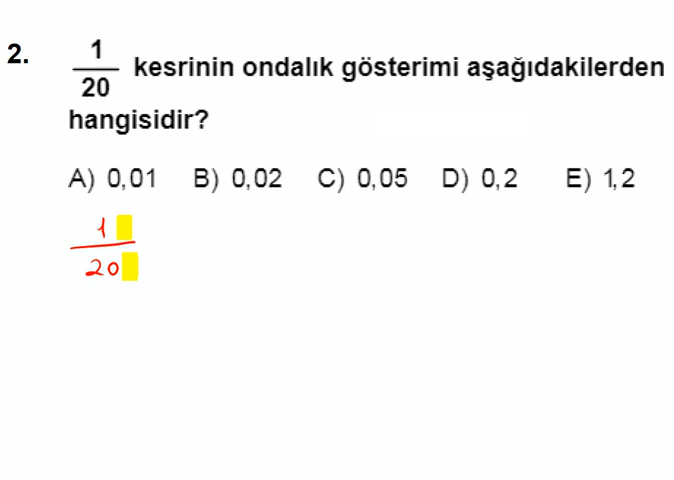 2. 1/20 kesrinin ondalık gösterimi aşağıdakilerden
hangisidir?
A) 0,01 B) 0,02 C) 0,05 D) 0,2 E) 1,2
1
20